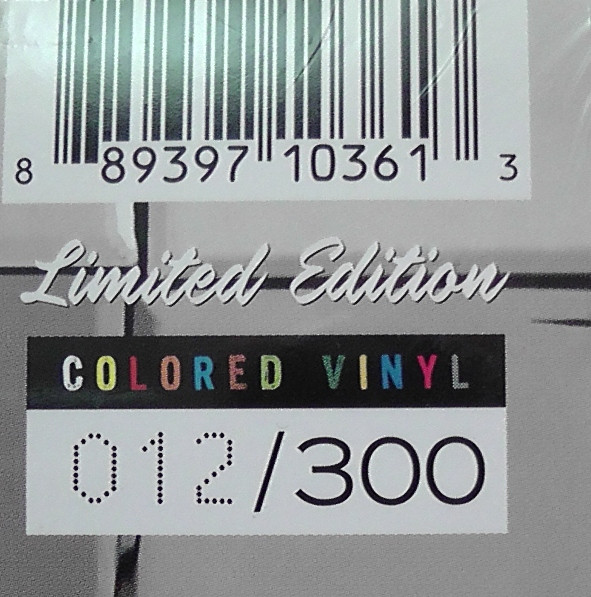 8 89397 10361 3
Limited Edition
COLORED VINYL
012/300